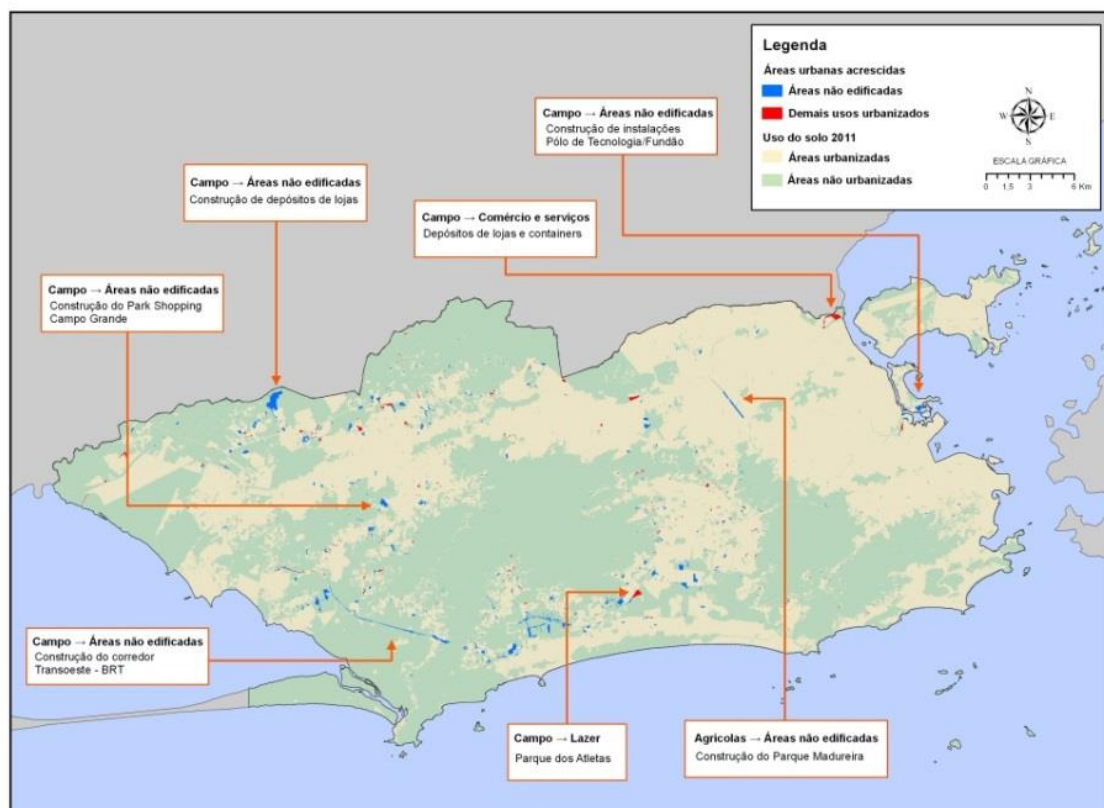 Legenda
Áreas urbanas acrescidas
Áreas não edificadas
Demais usos urbanizados
Uso do solo 2011
Áreas urbanizadas
Áreas não urbanizadas
N
W E
S
ESCALA GRÁFICA
0 1,5 3 6 Km
Campo → Áreas não edificadas
Construção de instalações
Pólo de Tecnologia/Fundão
Campo → Áreas não edificadas
Construção de depósitos de lojas
Campo → Comércio e serviços
Depósitos de lojas e containers
Campo → Áreas não edificadas
Construção do Park Shopping
Campo Grande
Campo → Áreas não edificadas
Construção do corredor
Transoeste - BRT
Campo → Lazer
Parque dos Atletas
Agrícolas → Áreas não edificadas
Construção do Parque Madureira